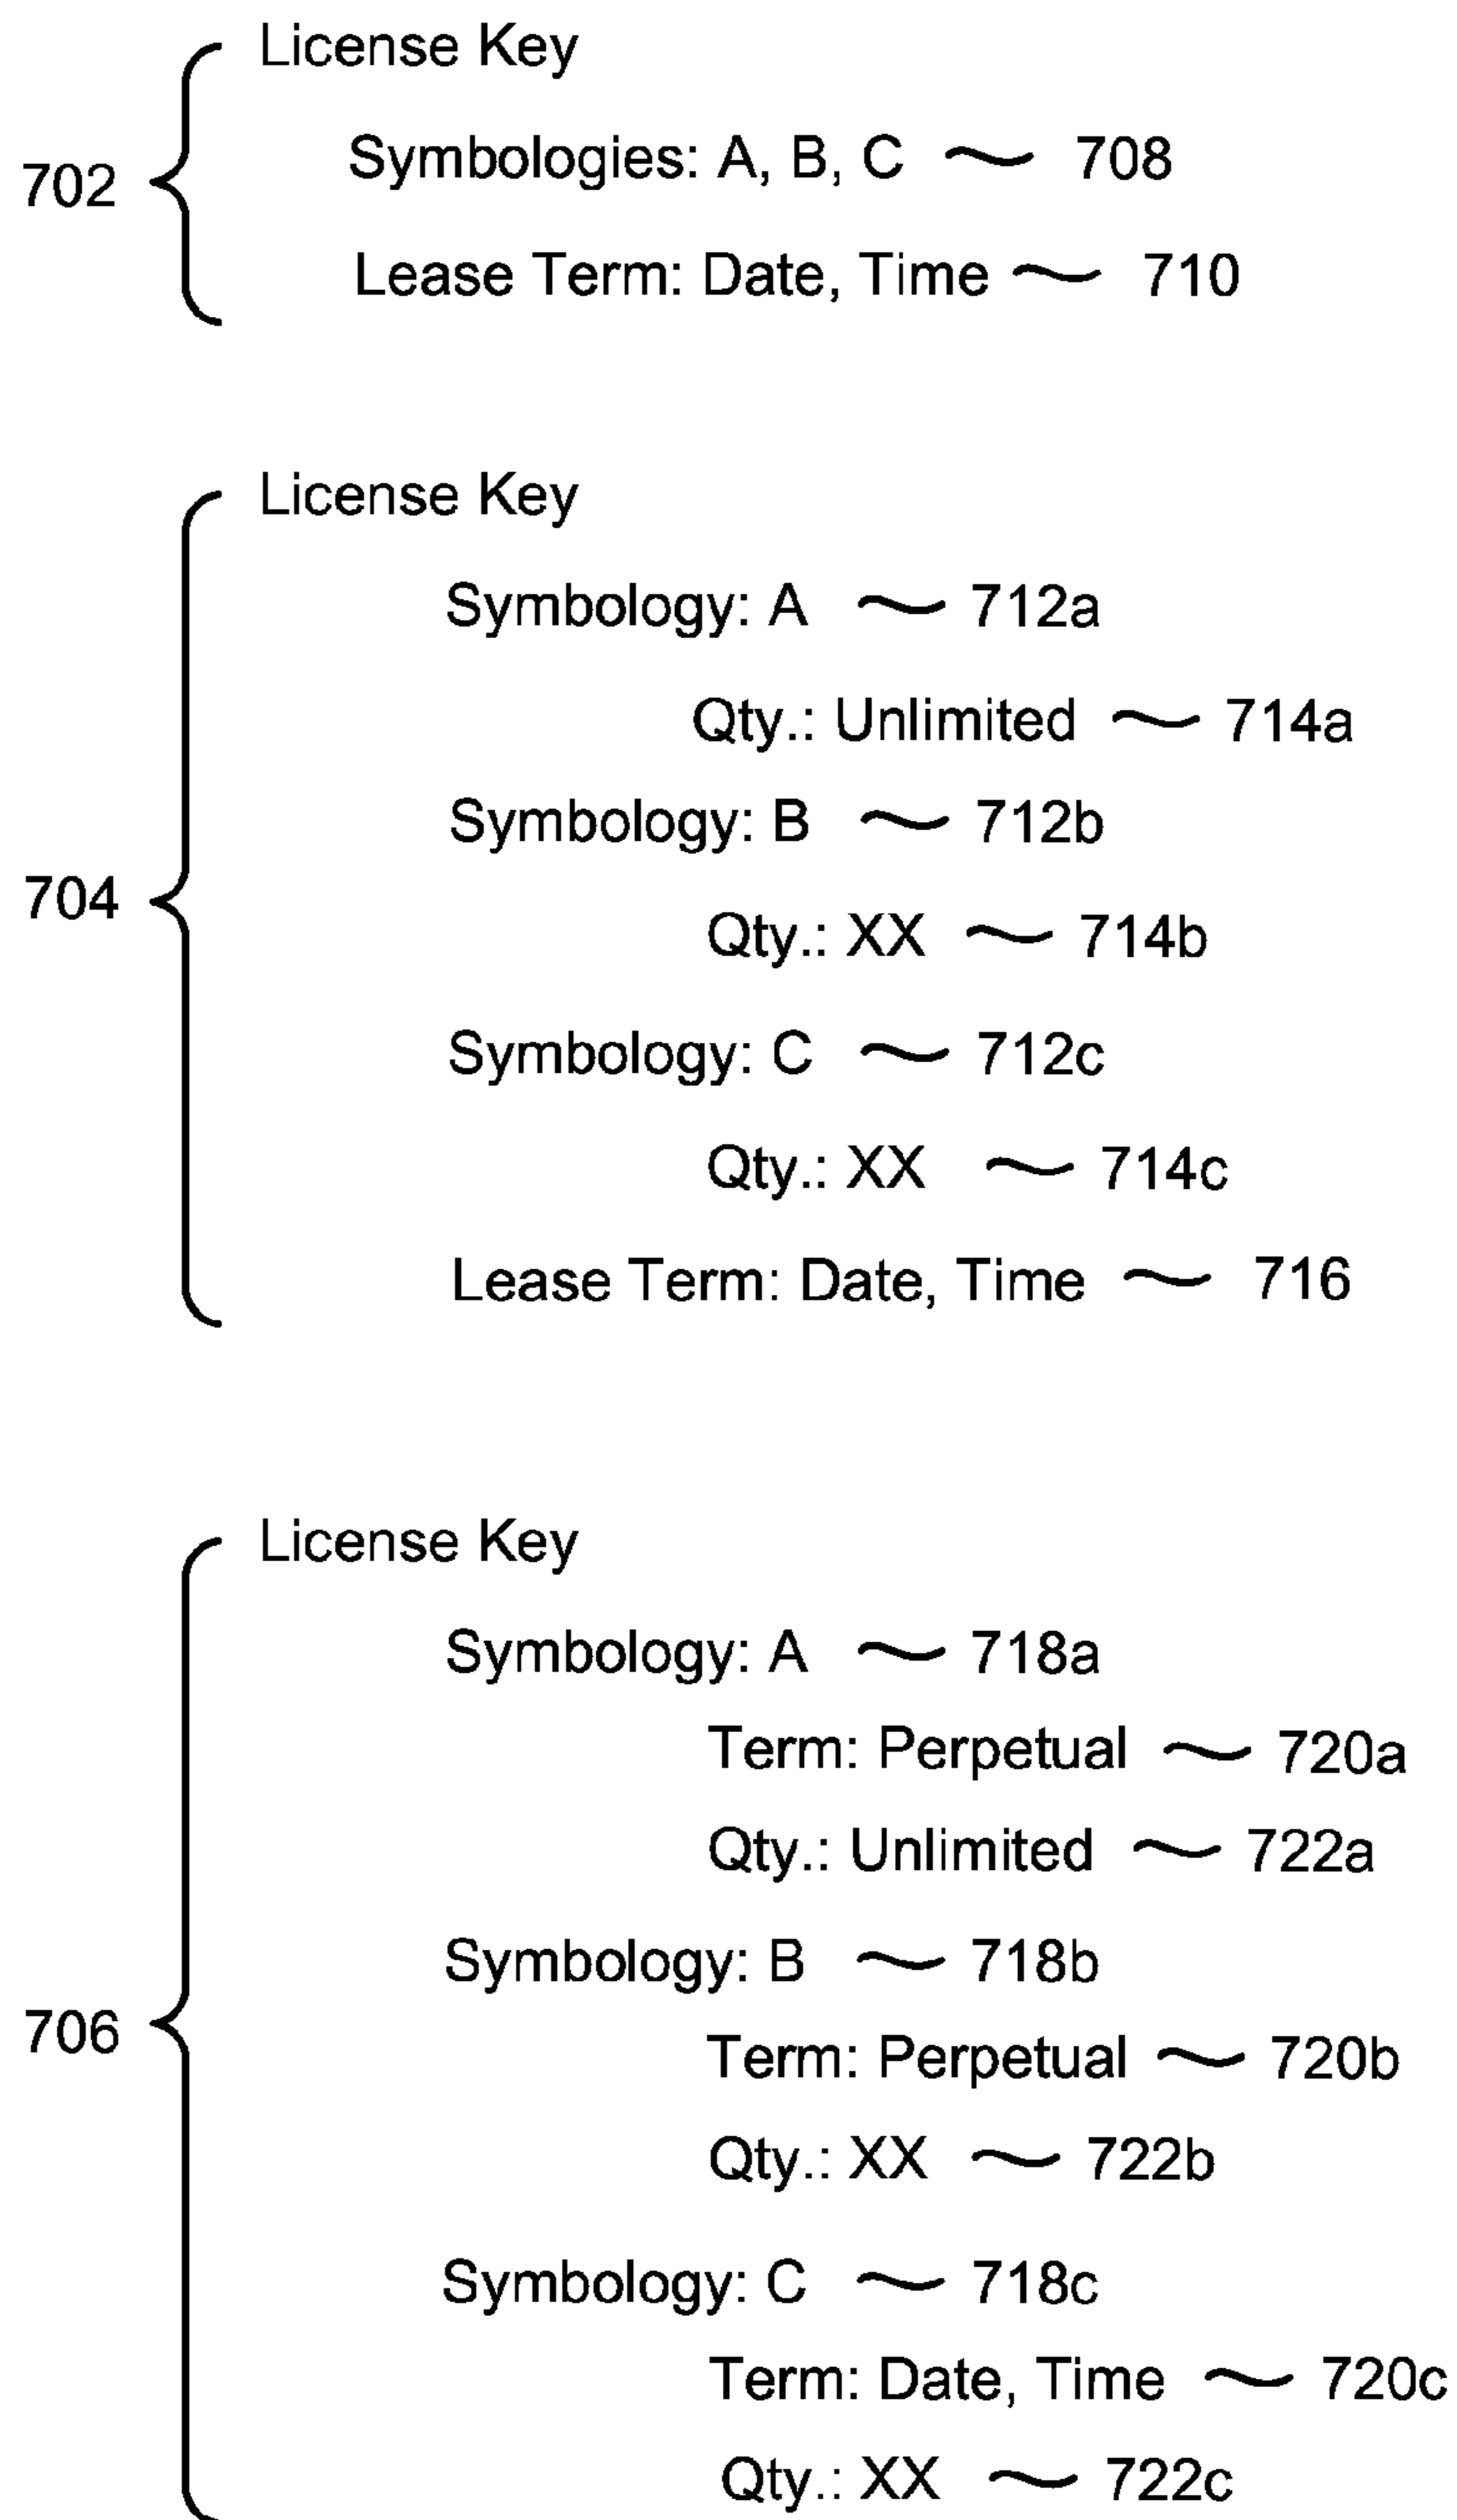 License Key
Symbologies: A, B, C 708
702
Lease Term: Date, Time 710
License Key
Symbology: A 712a
Qty.: Unlimited 714a
Symbology: B 712b
704
Qty.: XX 714b
Symbology: C 712c
Qty.: XX 714c
Lease Term: Date, Time 716
License Key
Symbology: A 718a
Term: Perpetual 720a
Qty.: Unlimited 722a
Symbology: B 718b
706
Term: Perpetual 720b
Qty.: XX 722b
Symbology: C 718c
Term: Date, Time 720c
Qty.: XX 722c